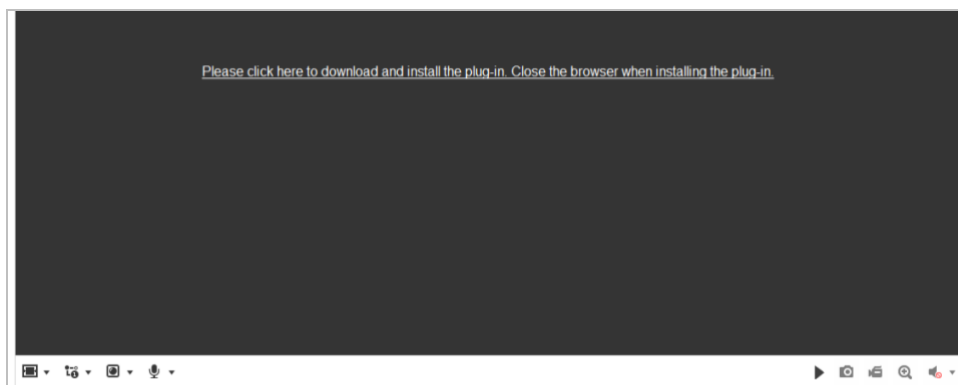 Please click here to download and install the plug-in. Close the browser when installing the plug-in.